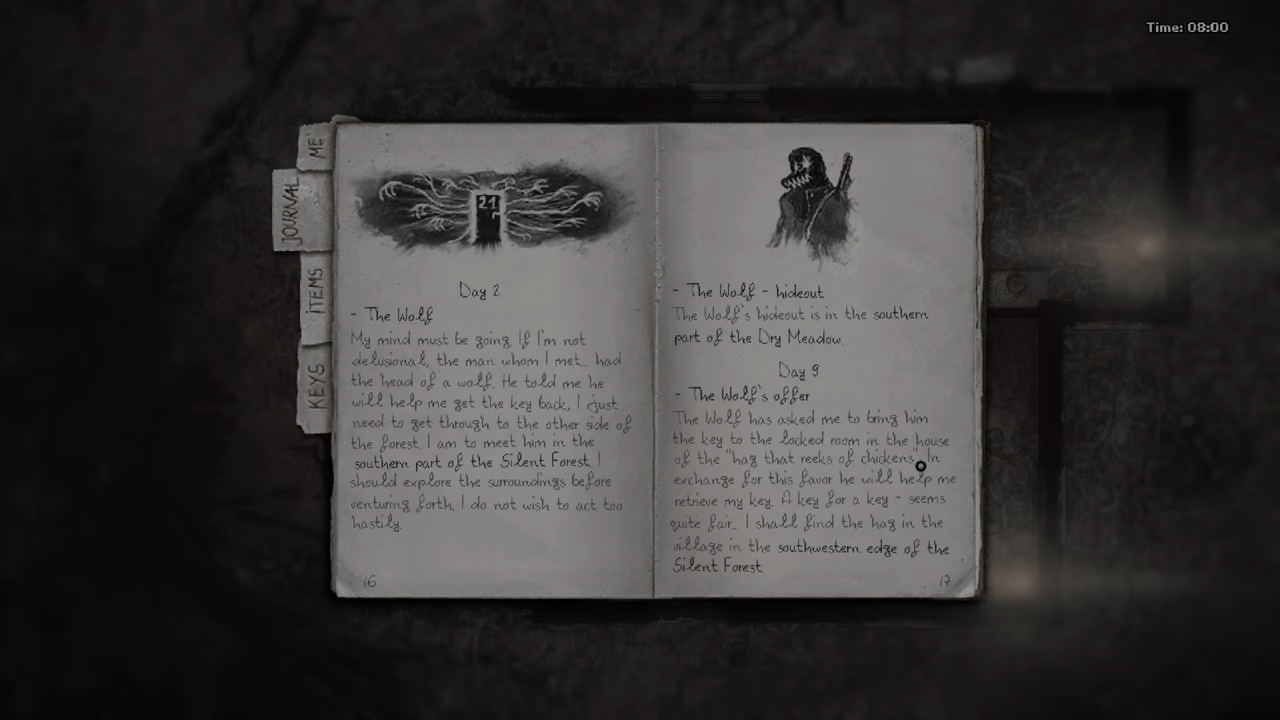 Time: 08:00
ME
JOURNAL
ITEMS
KEYS
21
Day 2
- The Wolf
My mind must be going. If I'm not
delusional, the man whom I met... had
the head of a wolf. He told me he
will help me get the key back, I just
need to get through to the other side of
the forest. I am to meet him in the
southern part of the Silent Forest. I
should explore the surroundings before
venturing forth. I do not wish to act too
hastily.
16
- The Wolf - hideout
The Wolf's hideout is in the southern
part of the Dry Meadow.
Day 9
- The Wolf's offer
The Wolf has asked me to bring him
the key to the locked room in the house
of the "hag that reeks of chickens". In
exchange for this favor he will help me
retrieve my key. A key for a key - seems
quite fair... I shall find the hag in the
village in the southwestern edge of the
Silent Forest.
17